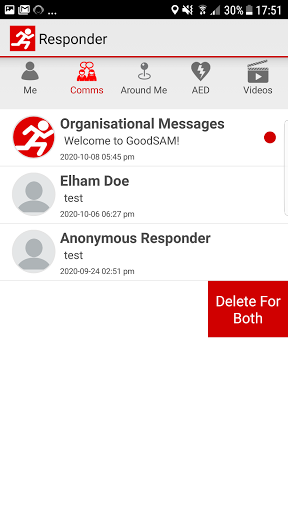 ... 30% 17:51
Responder
Me Comms Around Me AED Videos
Organisational Messages
Welcome to GoodSAM!
2020-10-08 05:45 pm
Elham Doe
test
2020-10-06 06:27 pm
Anonymous Responder
test
2020-09-24 02:51 pm
Delete For
Both